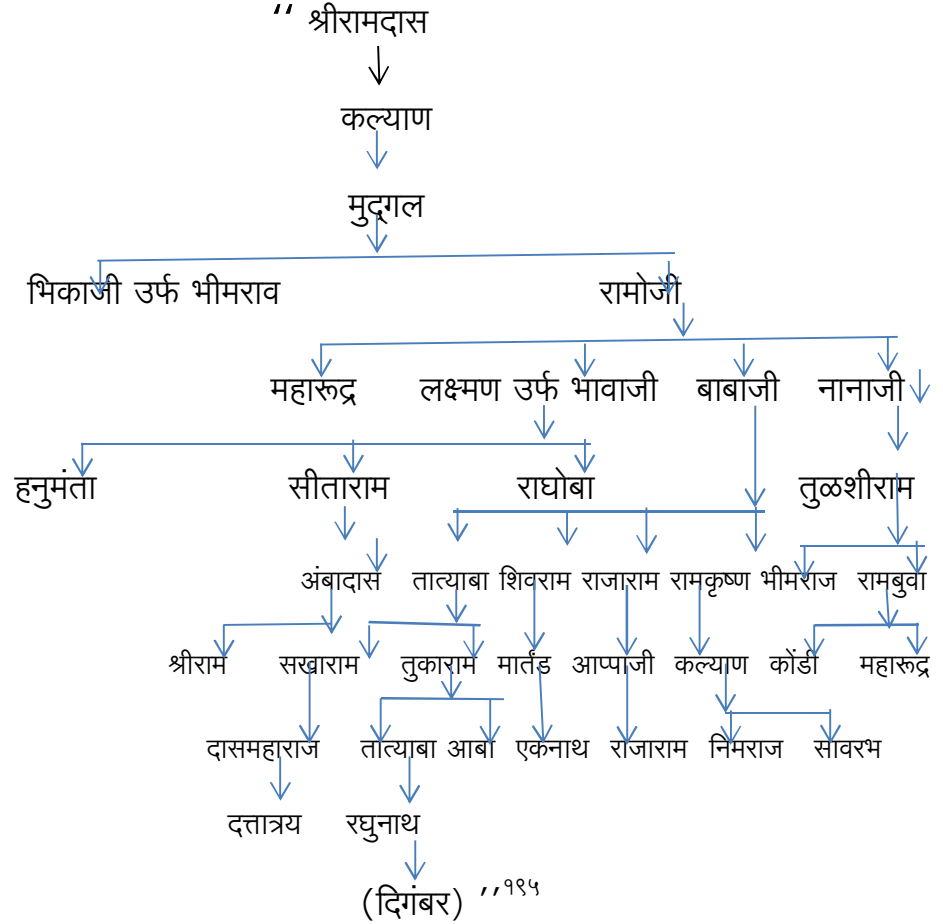 “ श्रीरामदास
कल्याण
मुद्गल
भिकाजी उर्फ भीमराव रामोजी
महारूद्र लक्ष्मण उर्फ भावाजी बाबाजी नानाजी
हनुमंता सीताराम राघोबा तुळशीराम
अंबादास तात्याबा शिवराम राजाराम रामकृष्ण भीमराज रामबुवा
श्रीराम सखाराम तुकाराम मार्तंड आप्पाजी कल्याण कोंडी महारूद्र
दासमहाराज तात्याबा आबा एकनाथ राजाराम निमराज सावरभ
दत्तात्रय रघुनाथ
(दिगंबर) ’’१९५